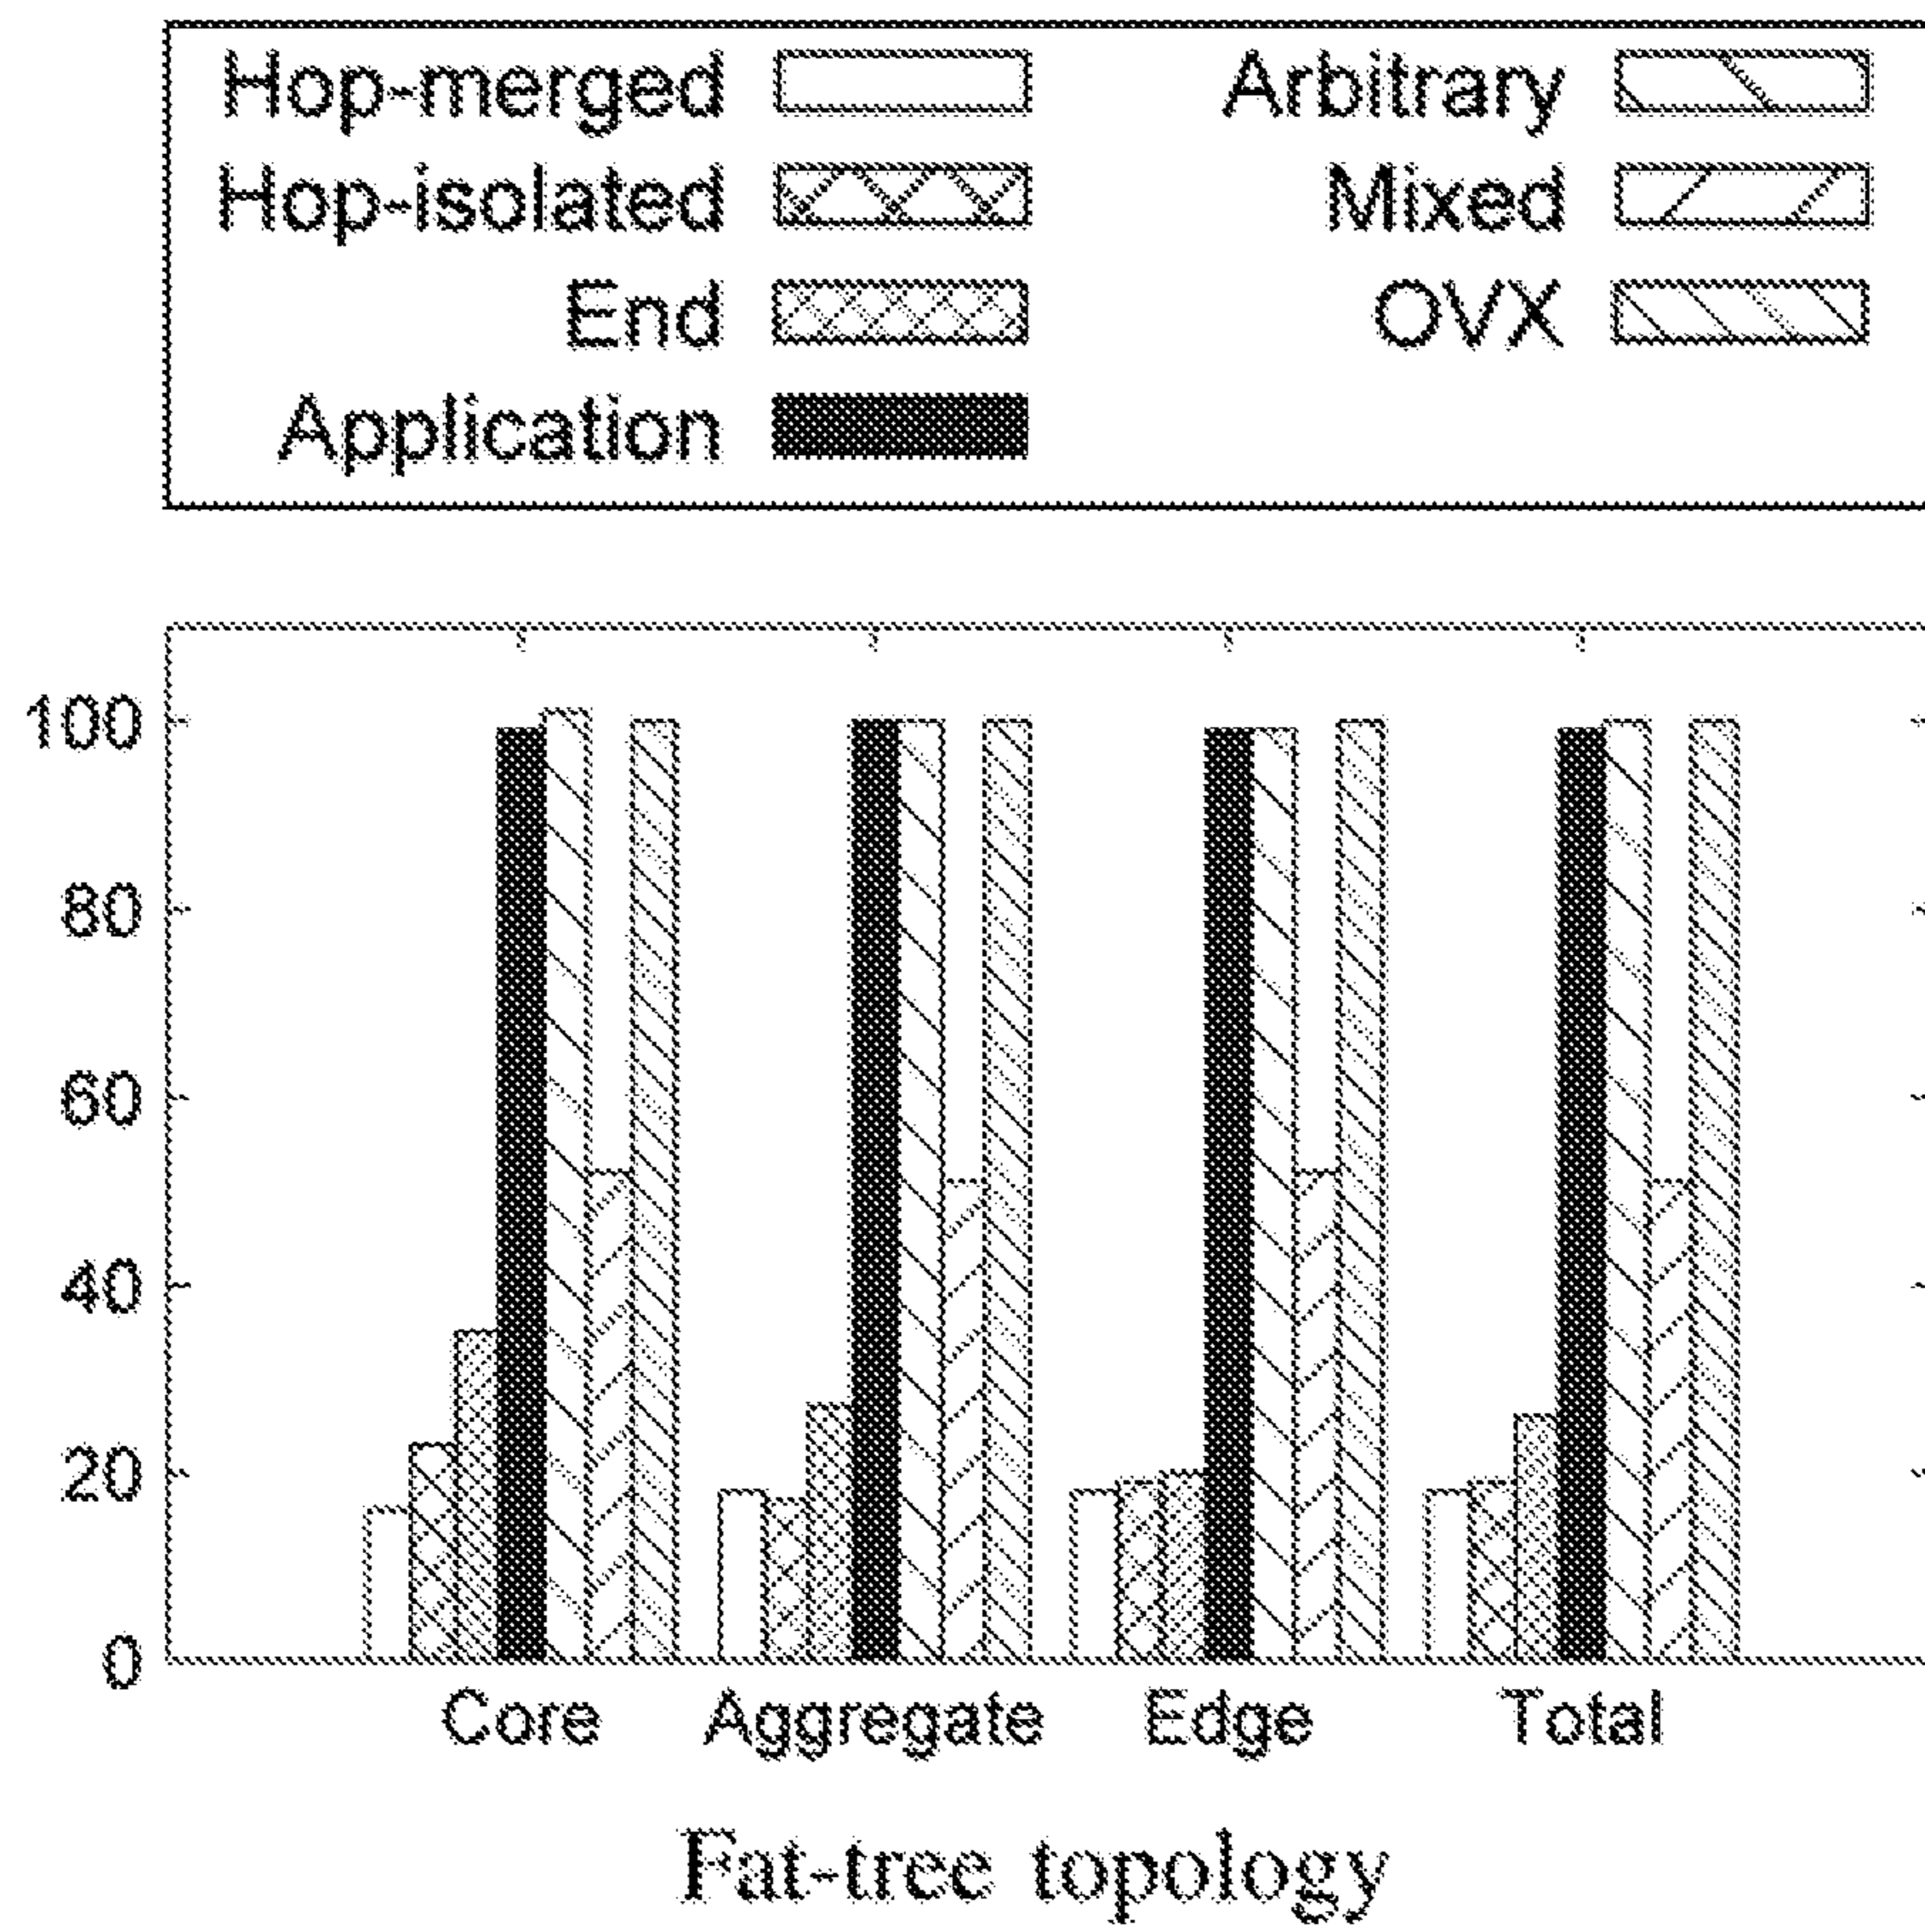 Hop-merged Arbitrary
Hop-isolated Mixed
End OVX
Application
100
80
60
40
20
0
Core Aggregate Edge Total
Fat-tree topology